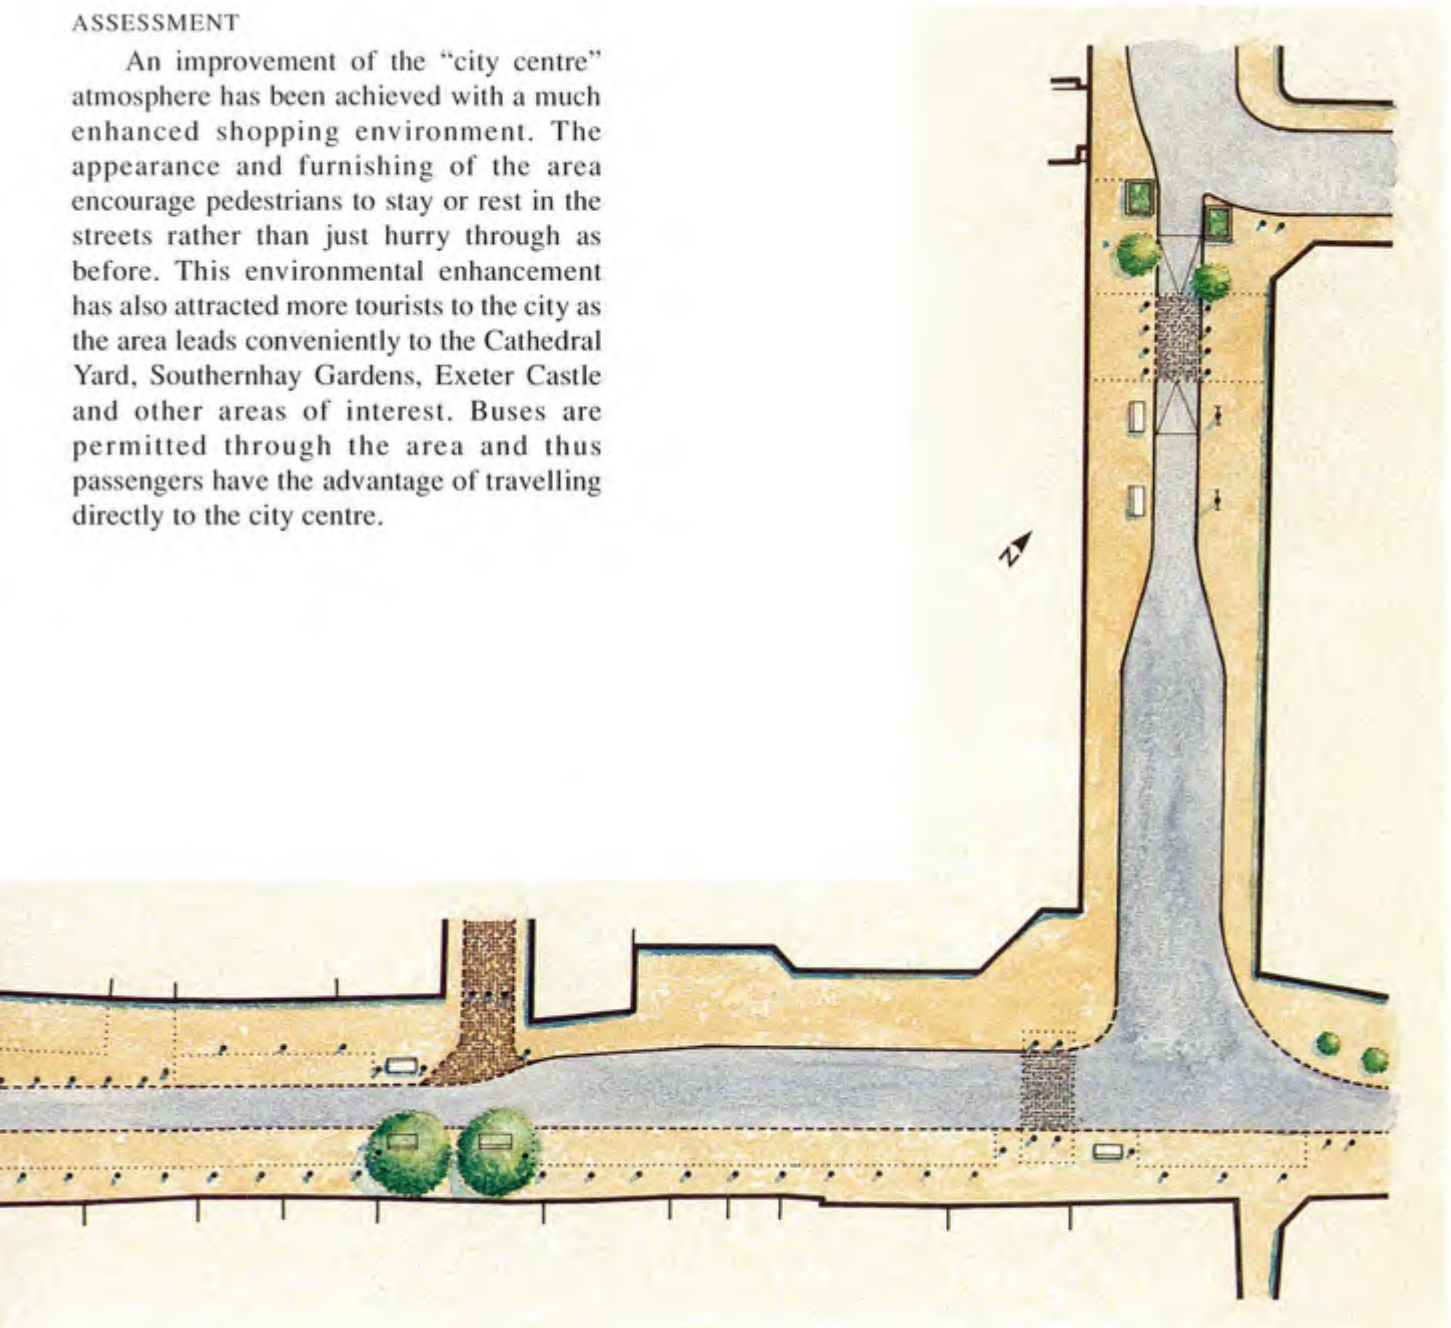 ASSESSMENT
An improvement of the “city centre”
atmosphere has been achieved with a much
enhanced shopping environment. The
appearance and furnishing of the area
encourage pedestrians to stay or rest in the
streets rather than just hurry through as
before. This environmental enhancement
has also attracted more tourists to the city as
the area leads conveniently to the Cathedral
Yard, Southernhay Gardens, Exeter Castle
and other areas of interest. Buses are
permitted through the area and thus
passengers have the advantage of travelling
directly to the city centre.
N